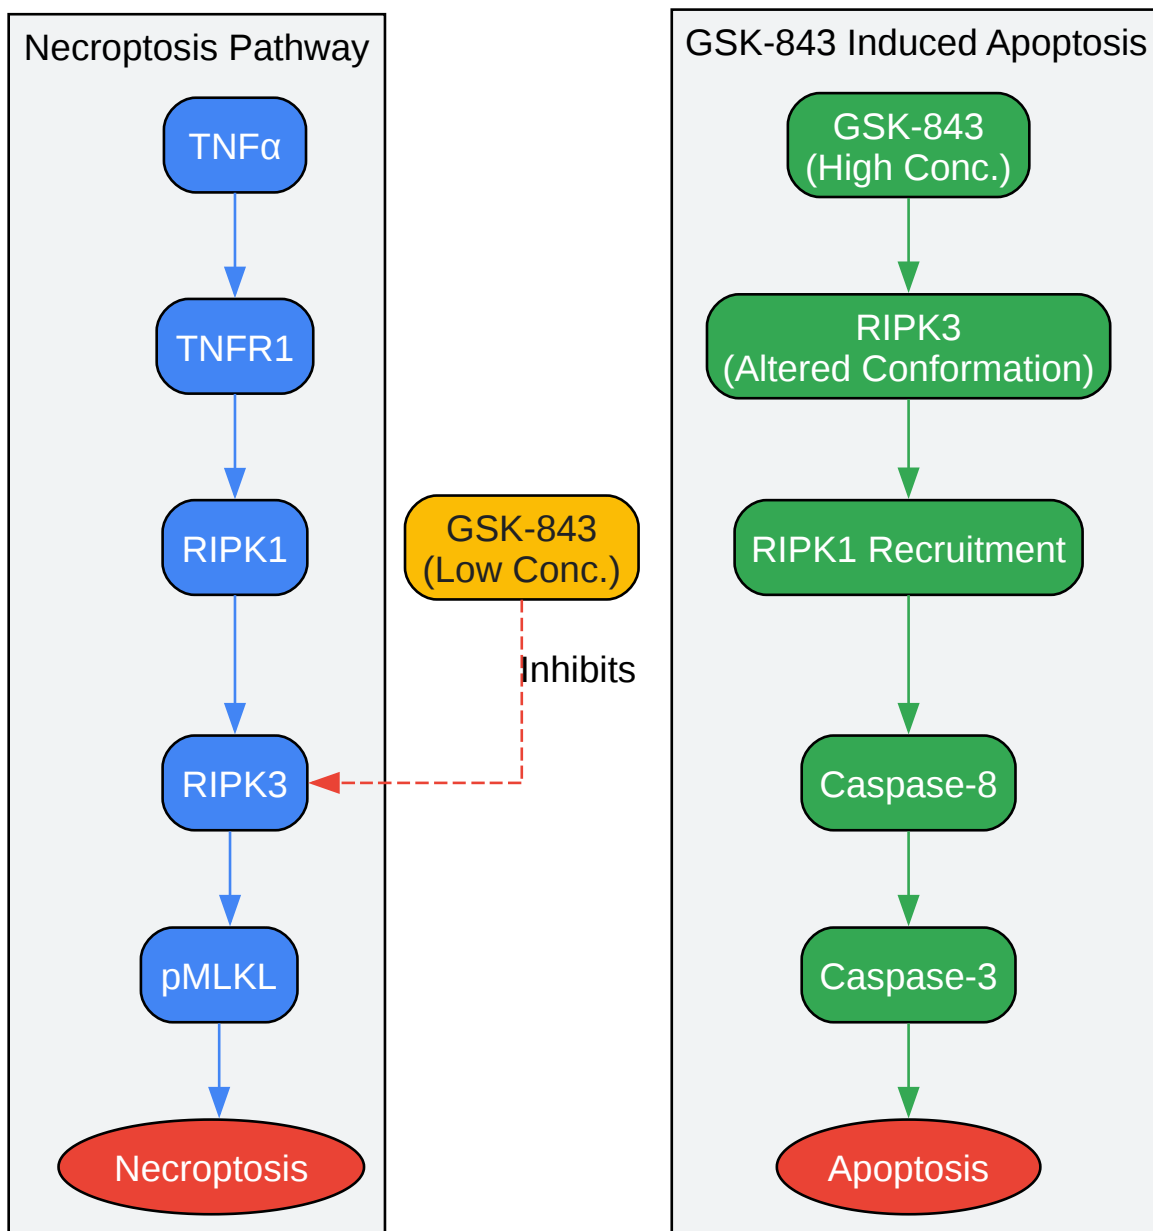 Necroptosis Pathway
TNFα
TNFR1
RIPK1
RIPK3
pMLKL
Necroptosis
GSK-843
(Low Conc.)
Inhibits
GSK-843 Induced Apoptosis
GSK-843
(High Conc.)
RIPK3
(Altered Conformation)
RIPK1 Recruitment
Caspase-8
Caspase-3
Apoptosis